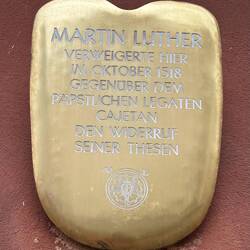 MARTIN LUTHER
VERWEIGERTE HIER
IM OKTOBER 1518
GEGENÜBER DEM
PÄPSTLICHEN LEGATEN
CAJETAN
DEN WIDERRUF
SEINER THESEN